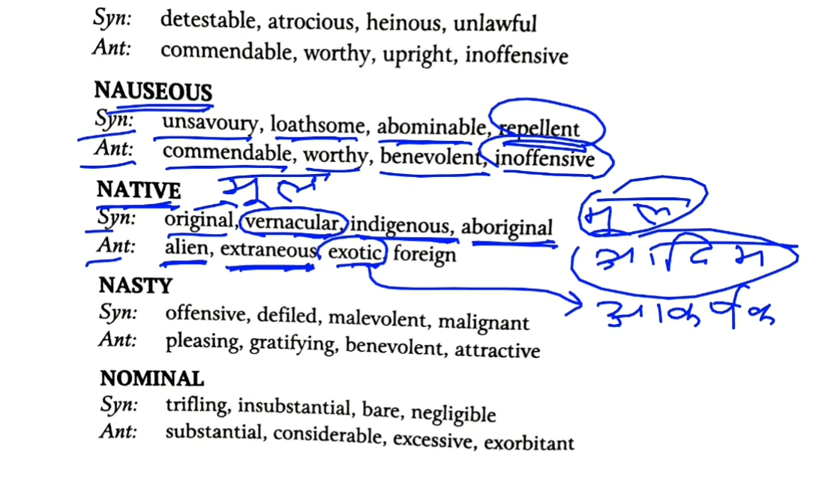 Syn: detestable, atrocious, heinous, unlawful
Ant: commendable, worthy, upright, inoffensive
NAUSEOUS
Syn: unsavoury, loathsome, abominable, repellent
Ant: commendable, worthy, benevolent, inoffensive
NATIVE मूल
Syn: original, vernacular, indigenous, aboriginal मूल
Ant: alien, extraneous, exotic, foreign आदिम
NASTY
Syn: offensive, defiled, malevolent, malignant आकर्षक
Ant: pleasing, gratifying, benevolent, attractive
NOMINAL
Syn: trifling, insubstantial, bare, negligible
Ant: substantial, considerable, excessive, exorbitant